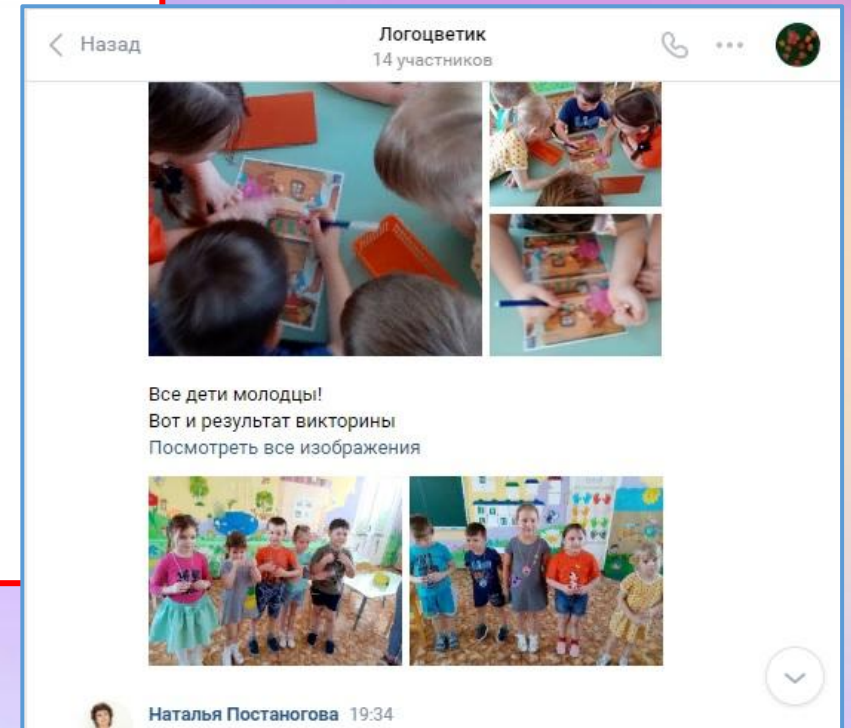 Назад
Логоцветик
14 участников
Все дети молодцы!
Вот и результат викторины
Посмотреть все изображения
Наталья Постаногова 19:34